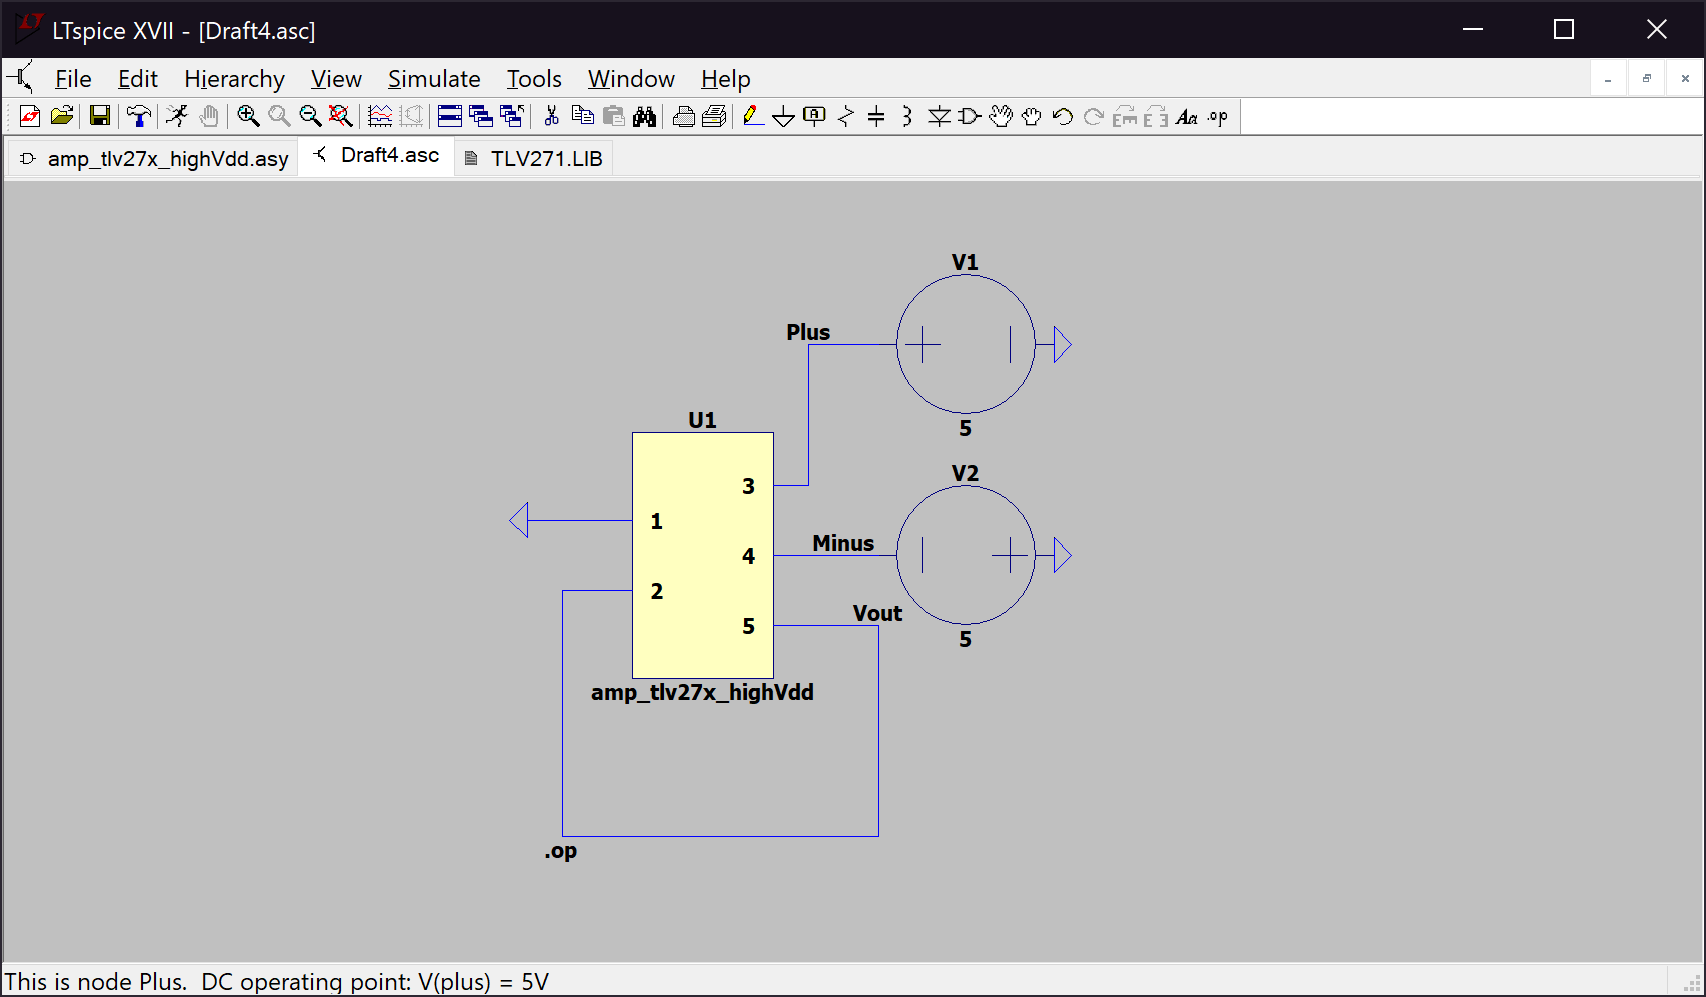 LTspice XVII - [Draft4.asc]
File Edit Hierarchy View Simulate Tools Window Help
amp_tlv27x_highVdd.asy Draft4.asc TLV271.LIB
V1
Plus
5
U1
V2
3
1
4
Minus
2
5
Vout
5
amp_tlv27x_highVdd
.op
This is node Plus. DC operating point: V(plus) = 5V